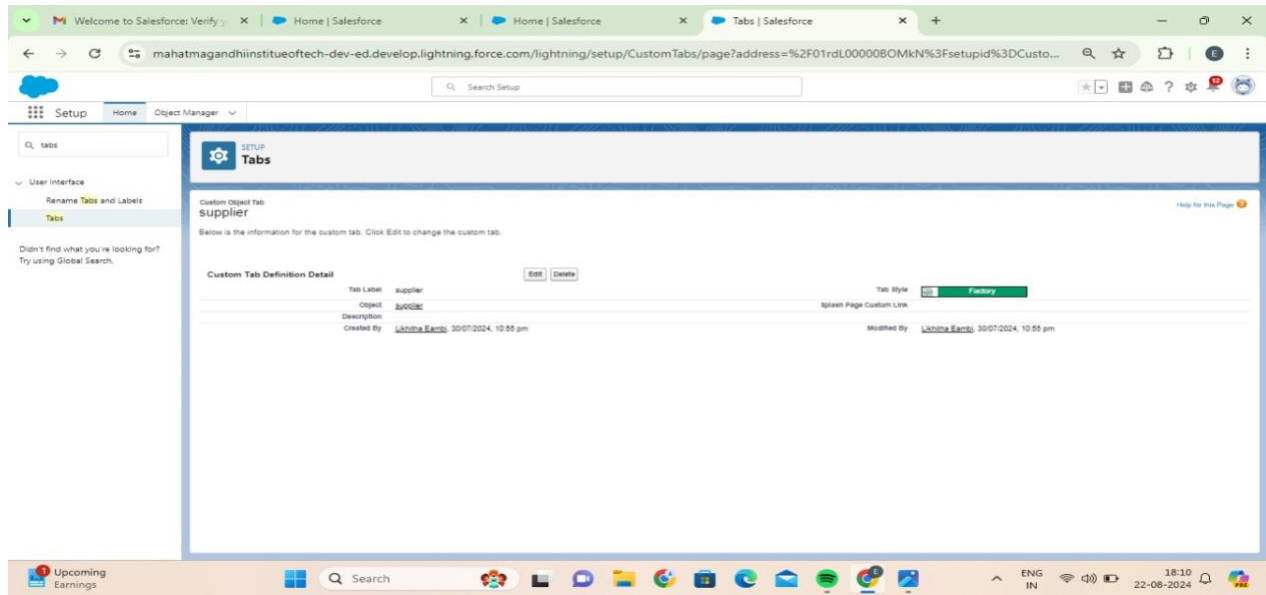 Welcome to Salesforce: Verify y
Home | Salesforce
Home | Salesforce
Tabs | Salesforce
mahatmagandhiinstitueoftech-dev-ed.develop.lightning.force.com/lightning/setup/CustomTabs/page?address=%2F01rdL00000BOMkN%3Fsetupid%3DCusto...
E
Search Setup
12
Setup
Home
Object Manager
tabs
SETUP
Tabs
User Interface
Rename Tabs and Labels
Tabs
Didn't find what you're looking for?
Try using Global Search.
Custom Object Tab
supplier
Help for this Page
Below is the information for the custom tab. Click Edit to change the custom tab.
Custom Tab Definition Detail
Edit
Delete
Tab Label supplier
Tab Style Factory
Object supplier
Splash Page Custom Link
Description
Created By Likhitha Eambi, 30/07/2024, 10:55 pm
Modified By Likhitha Eambi, 30/07/2024, 10:55 pm
1
Upcoming
Earnings
Search
ENG
IN
18:10
22-08-2024
PRE